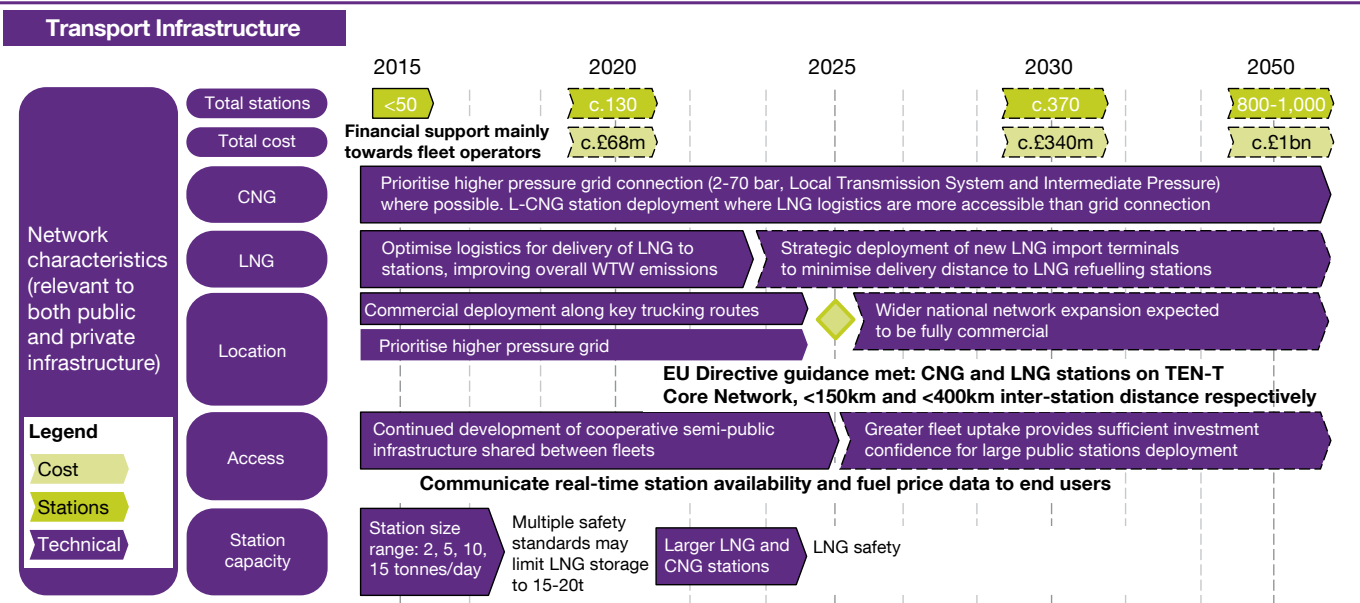 Transport Infrastructure
2015
2020
2025
2030
2050
Network
characteristics
(relevant to
both public
and private
infrastructure)
Total stations
<50
c.130
c.370
800-1,000
Total cost
Financial support mainly
towards fleet operators
c.£68m
c.£340m
c.£1bn
CNG
Prioritise higher pressure grid connection (2-70 bar, Local Transmission System and Intermediate Pressure)
where possible. L-CNG station deployment where LNG logistics are more accessible than grid connection
LNG
Optimise logistics for delivery of LNG to
stations, improving overall WTW emissions
Strategic deployment of new LNG import terminals
to minimise delivery distance to LNG refuelling stations
Location
Commercial deployment along key trucking routes
Prioritise higher pressure grid
Wider national network expansion expected
to be fully commercial
EU Directive guidance met: CNG and LNG stations on TEN-T
Core Network, <150km and <400km inter-station distance respectively
Access
Continued development of cooperative semi-public
infrastructure shared between fleets
Greater fleet uptake provides sufficient investment
confidence for large public stations deployment
Communicate real-time station availability and fuel price data to end users
Station
capacity
Station size
range: 2, 5, 10,
15 tonnes/day
Multiple safety
standards may
limit LNG storage
to 15-20t
Larger LNG and
CNG stations
LNG safety
Legend
Cost
Stations
Technical